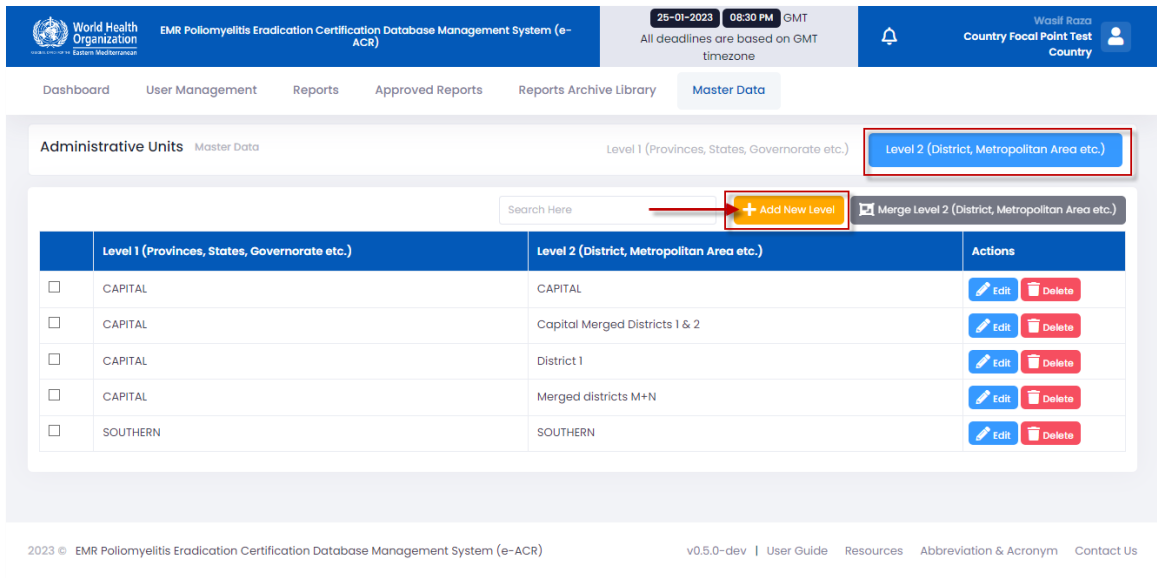 World Health
Organization
Eastern Mediterranean
EMR Poliomyelitis Eradication Certification Database Management System (e-
ACR)
25-01-2023 08:30 PM GMT
All deadlines are based on GMT
timezone
Wasif Raza
Country Focal Point Test
Country
Dashboard User Management Reports Approved Reports Reports Archive Library Master Data
Administrative Units Master Data Level 1 (Provinces, States, Governorate etc.) Level 2 (District, Metropolitan Area etc.)
Search Here Add New Level Merge Level 2 (District, Metropolitan Area etc.)
Level 1 (Provinces, States, Governorate etc.) Level 2 (District, Metropolitan Area etc.) Actions
CAPITAL CAPITAL Edit Delete
CAPITAL Capital Merged Districts 1 & 2 Edit Delete
CAPITAL District 1 Edit Delete
CAPITAL Merged districts M+N Edit Delete
SOUTHERN SOUTHERN Edit Delete
2023 © EMR Poliomyelitis Eradication Certification Database Management System (e-ACR) v0.5.0-dev | User Guide Resources Abbreviation & Acronym Contact Us